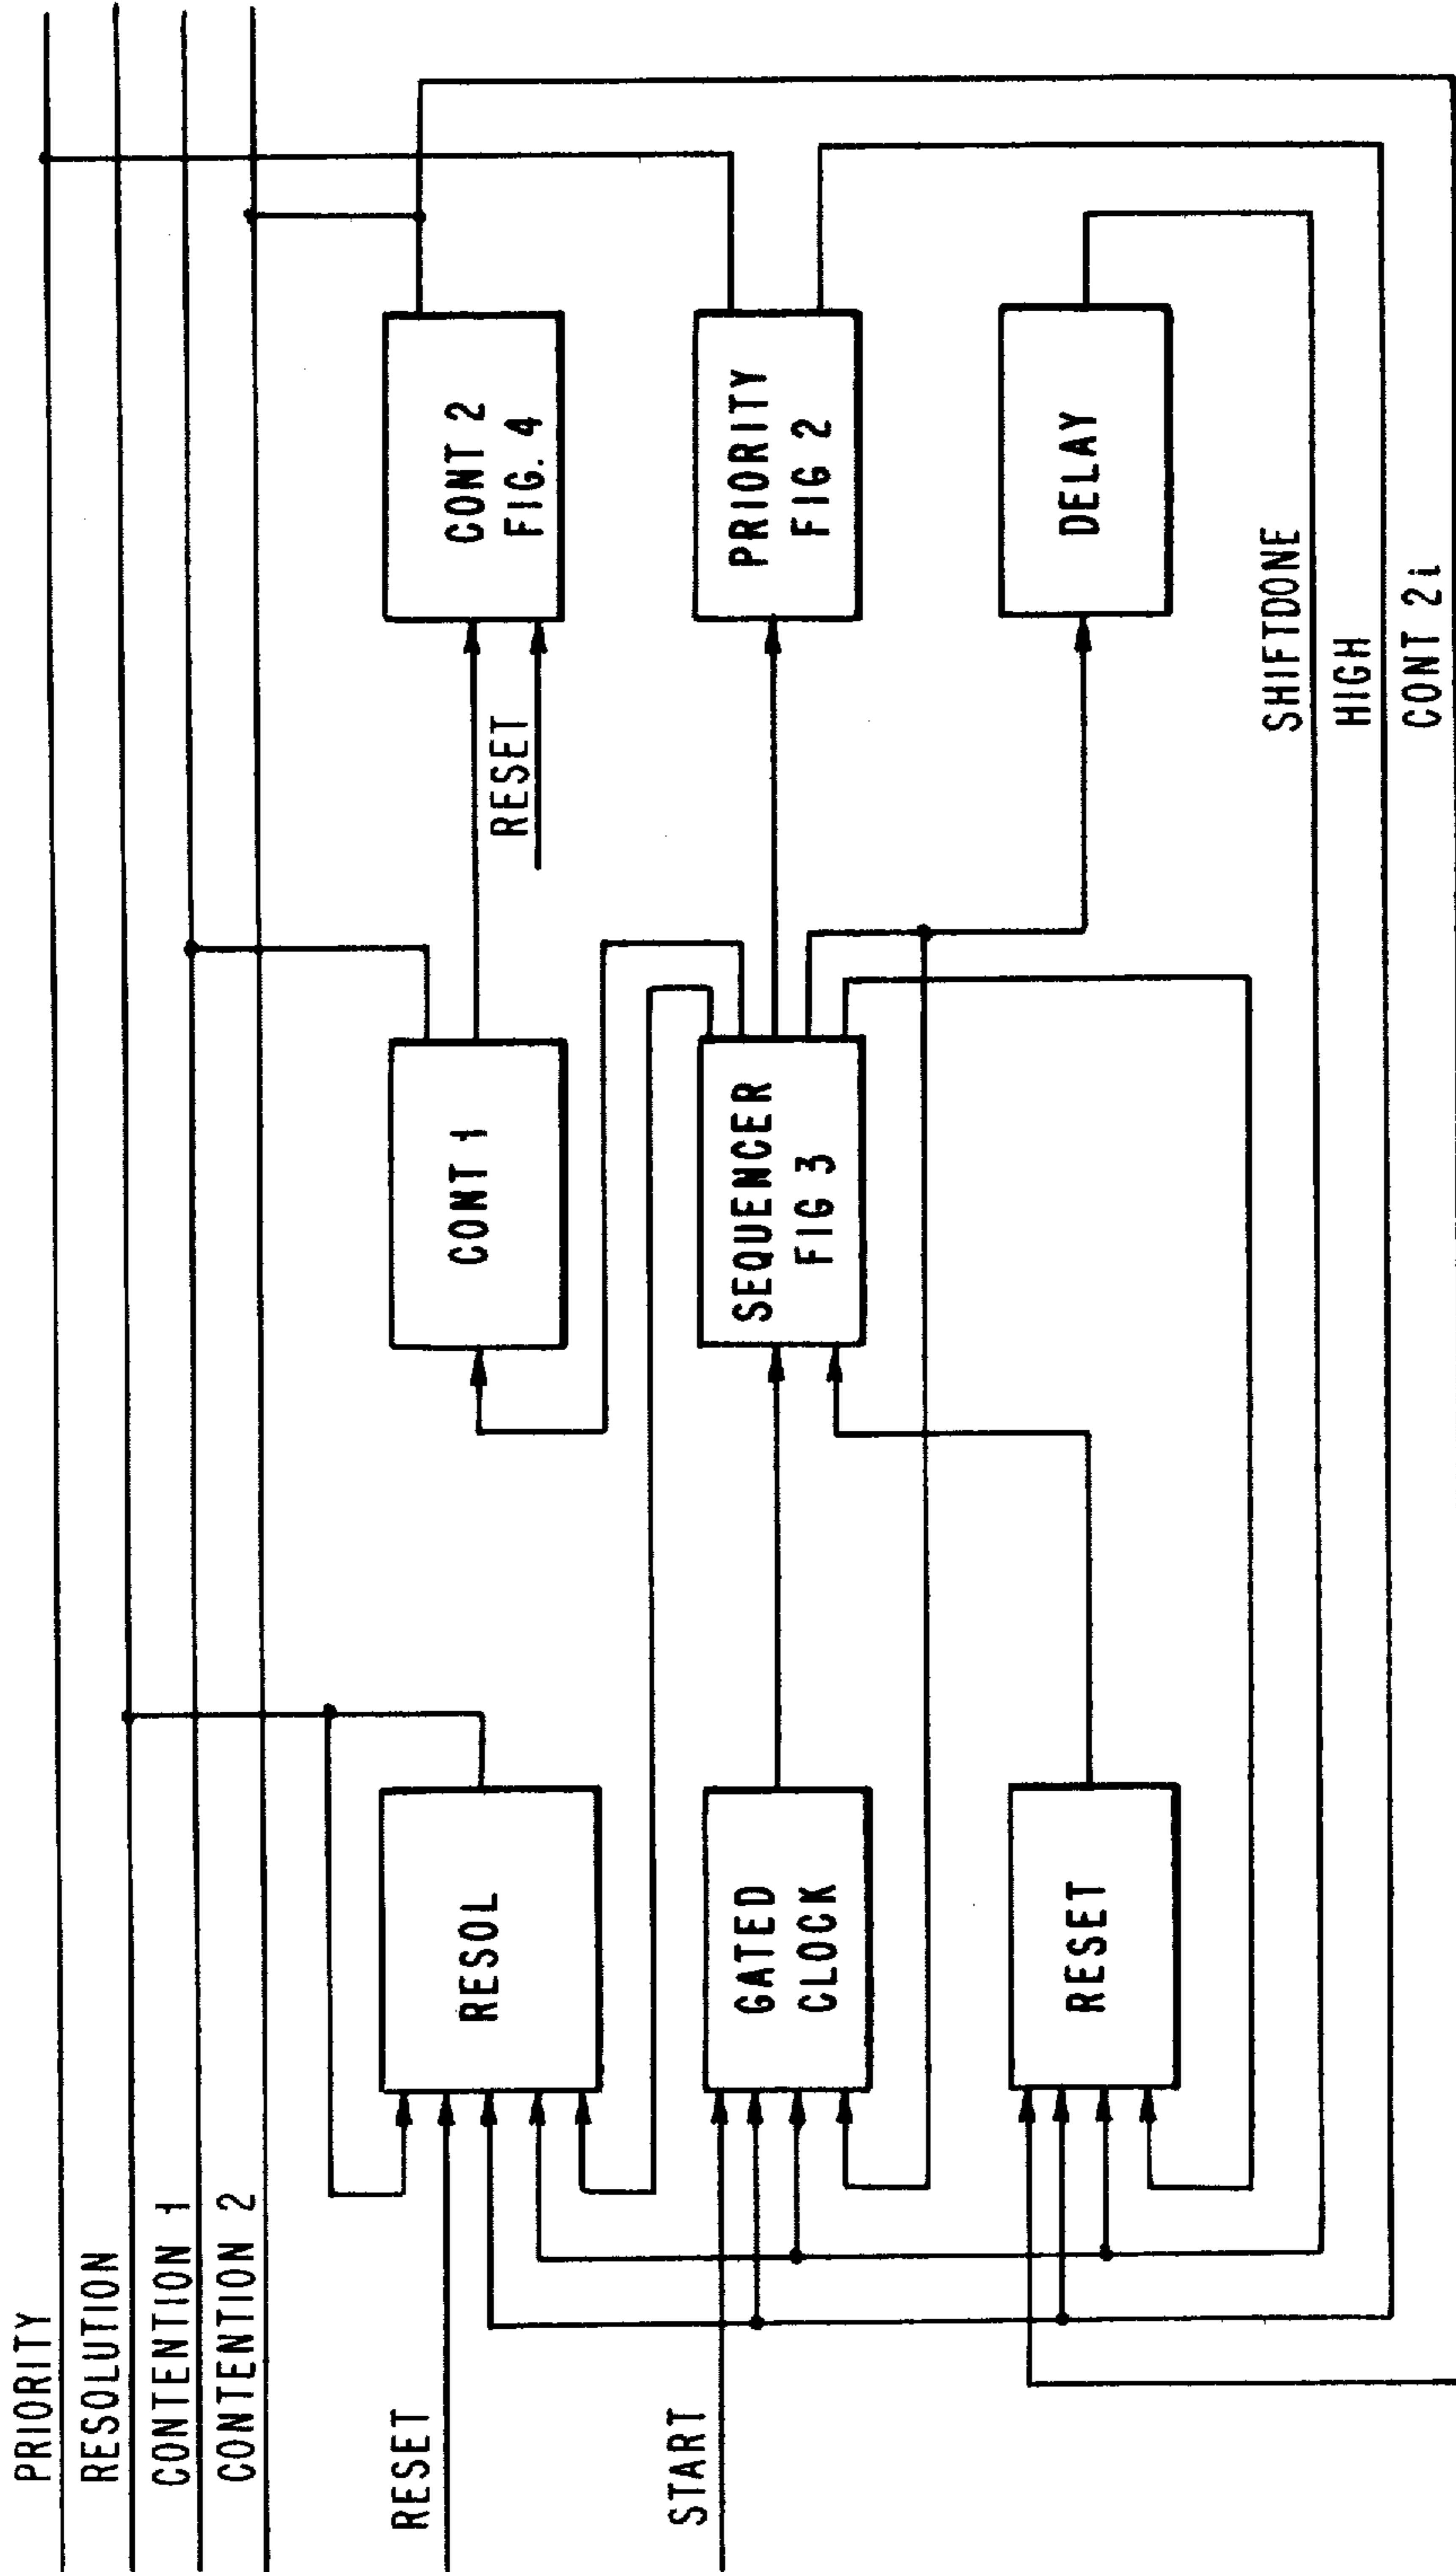 PRIORITY
RESOLUTION
CONTENTION 1
CONTENTION 2
RESET
START
RESOL
GATED
CLOCK
RESET
CONT 1
SEQUENCER
FIG 3
RESET
CONT 2
FIG. 4
PRIORITY
FIG 2
DELAY
SHIFTDONE
HIGH
CONT 2i